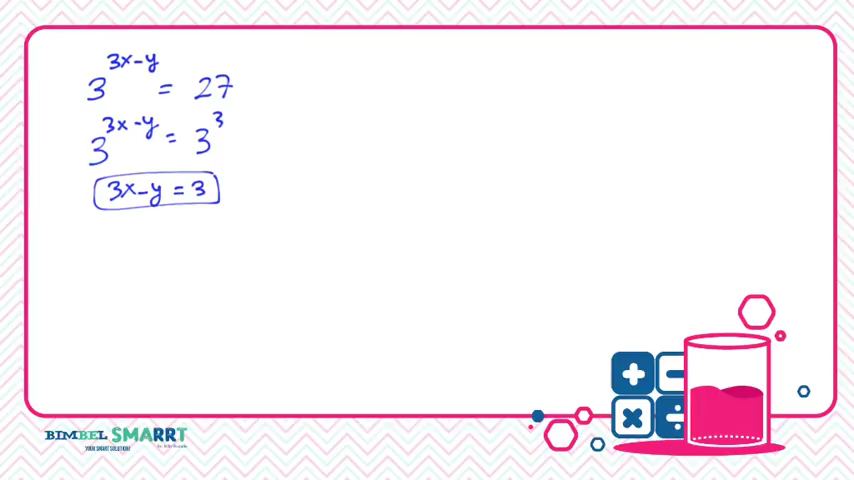 3^{3x-y} = 27
3^{3x-y} = 3^3
3x-y = 3
BIMBEL SMARRT
YOUR SMART SOLUTION!